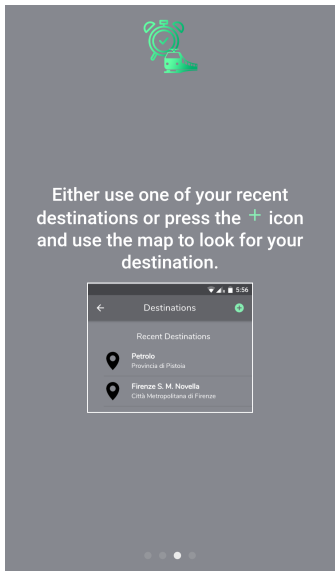 Either use one of your recent
destinations or press the + icon
and use the map to look for your
destination.
5:56
Destinations
Recent Destinations
Petrolo
Provincia di Pistoia
Firenze S. M. Novella
Città Metropolitana di Firenze